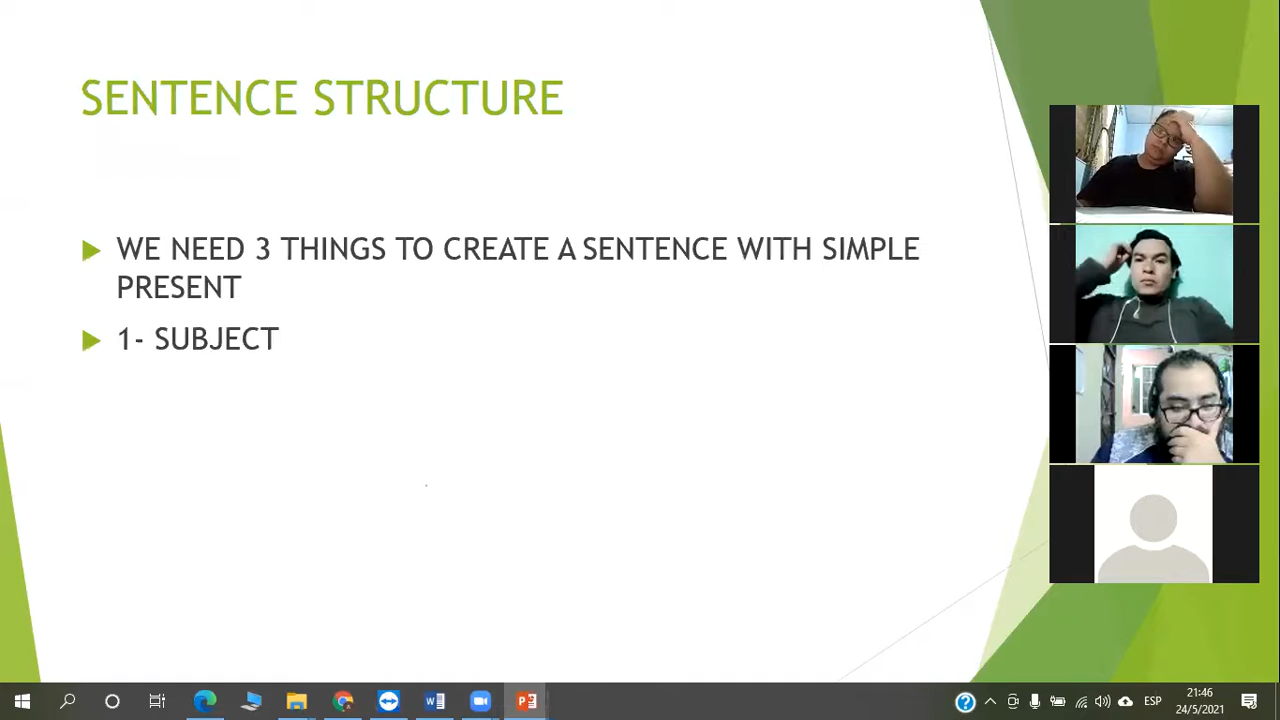 SENTENCE STRUCTURE
WE NEED 3 THINGS TO CREATE A SENTENCE WITH SIMPLE
PRESENT
1- SUBJECT
ESP
21:46
24/5/2021